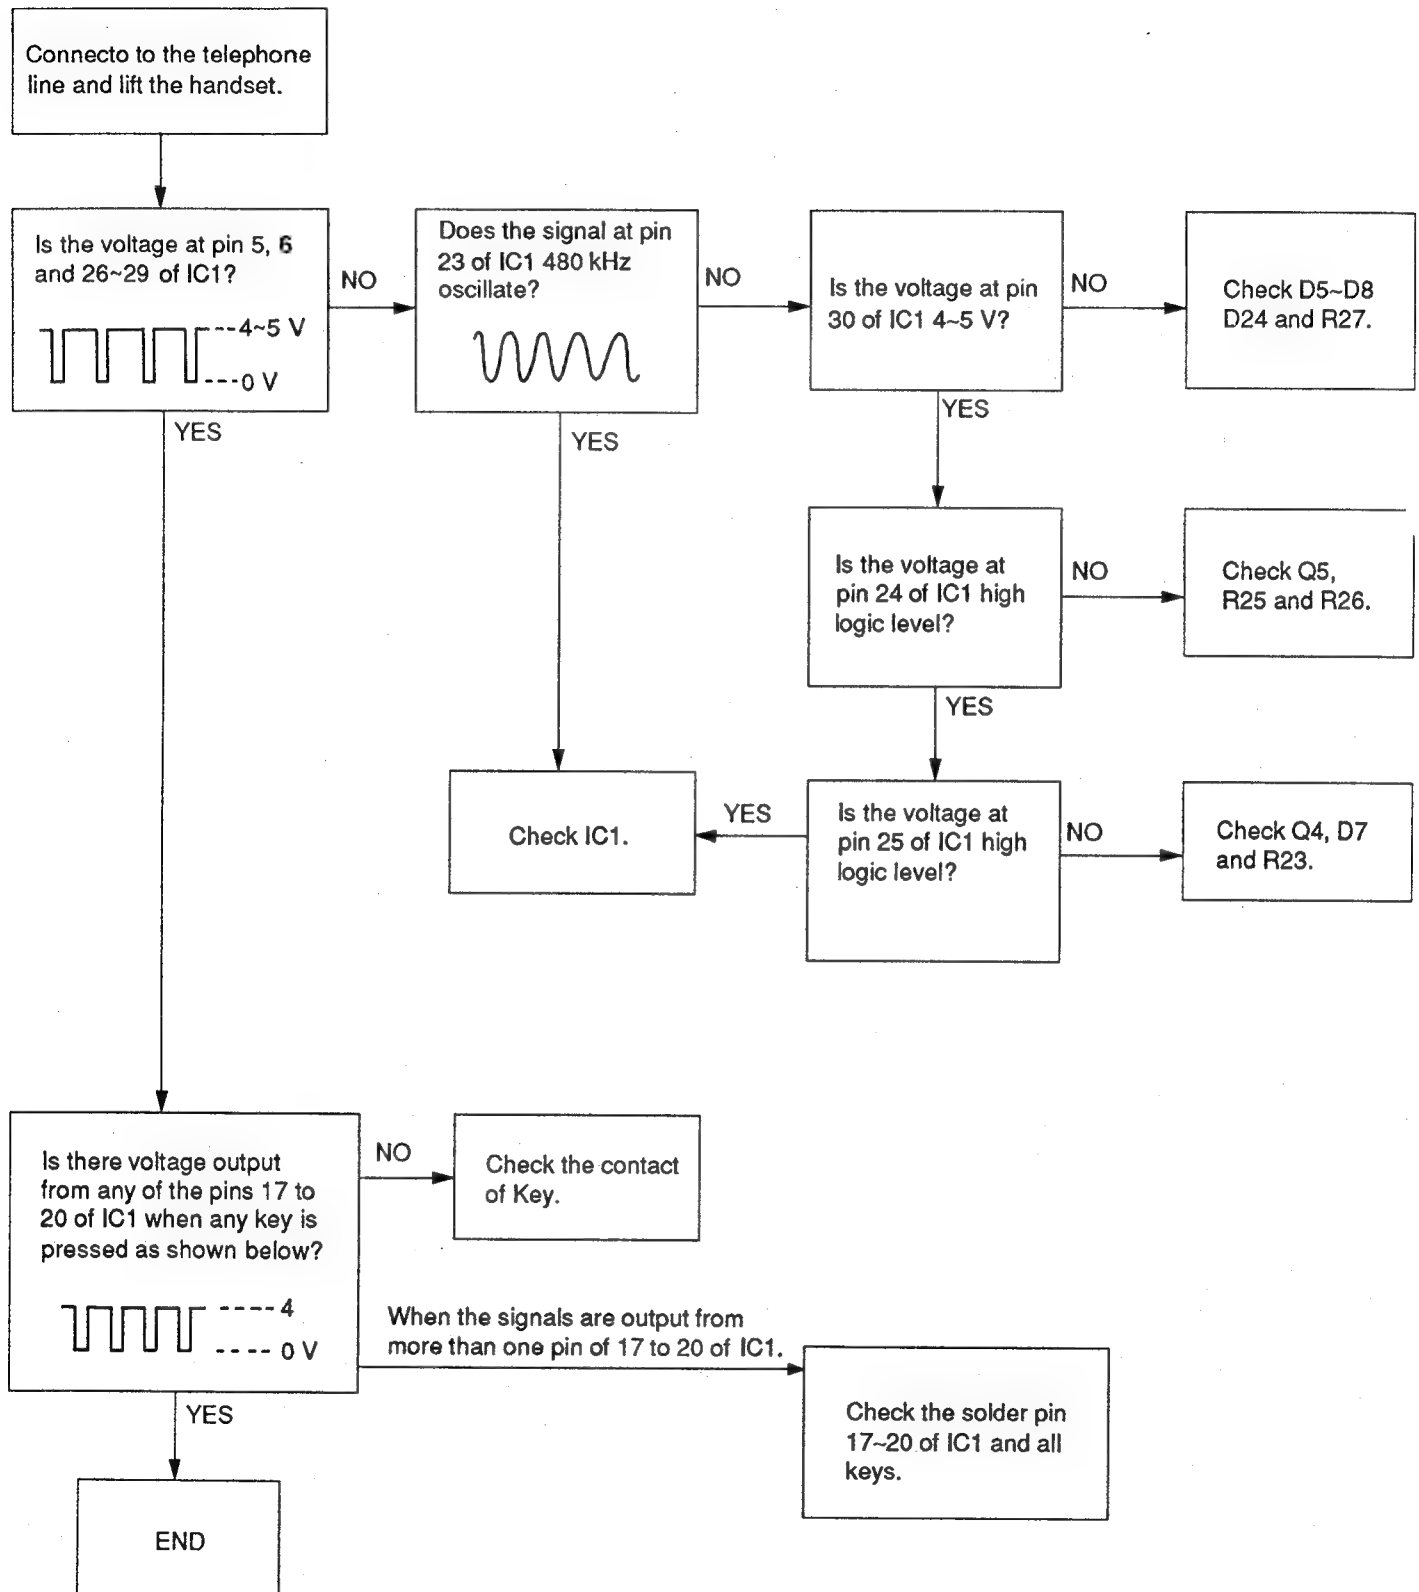 Connecto to the telephone
line and lift the handset.
Is the voltage at pin 5, 6
and 26~29 of IC1?
---4~5 V
---0 V
NO
YES
Does the signal at pin
23 of IC1 480 kHz
oscillate?
NO
YES
Is the voltage at pin
30 of IC1 4~5 V?
NO
YES
Check D5~D8
D24 and R27.
Is the voltage at
pin 24 of IC1 high
logic level?
NO
YES
Check Q5,
R25 and R26.
Is the voltage at
pin 25 of IC1 high
logic level?
YES
NO
Check IC1.
Check Q4, D7
and R23.
Is there voltage output
from any of the pins 17 to
20 of IC1 when any key is
pressed as shown below?
---- 4
---- 0 V
NO
Check the contact
of Key.
When the signals are output from
more than one pin of 17 to 20 of IC1.
Check the solder pin
17~20 of IC1 and all
keys.
YES
END